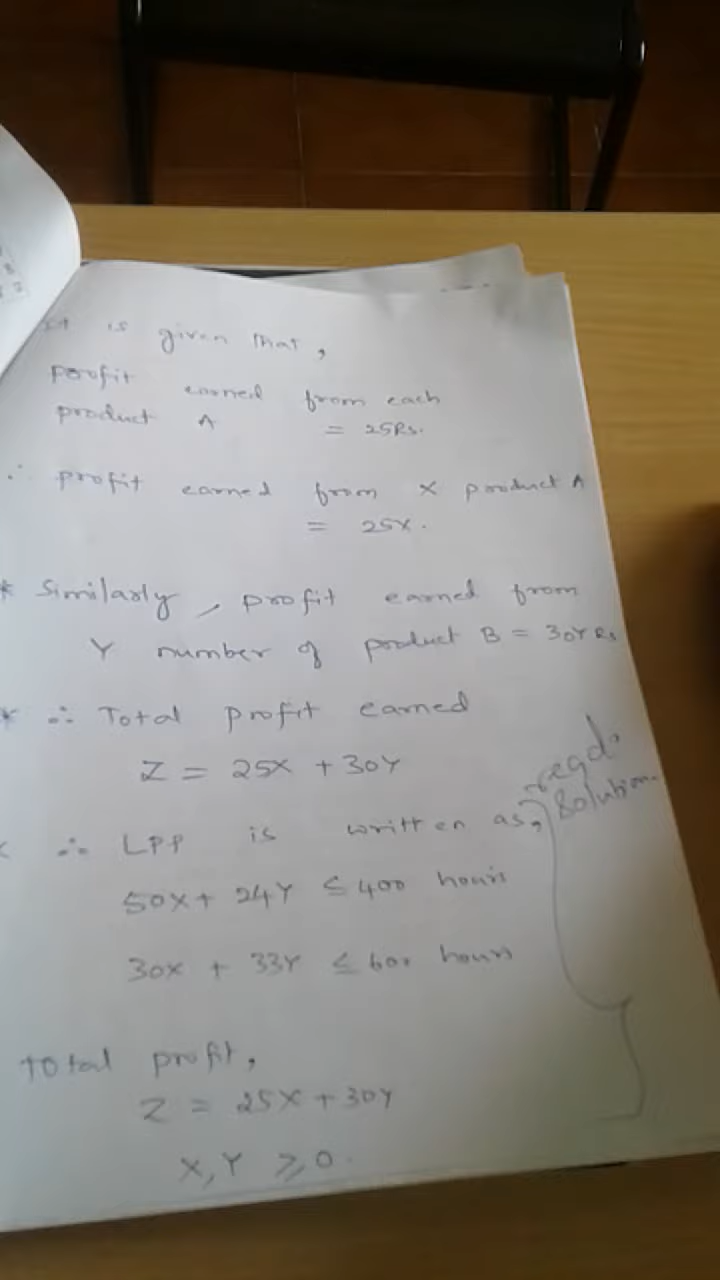 It is given that,
profit earned from each
product A = 25Rs.
∴ profit earned from X product A
= 25X.
* Similarly, profit earned from
Y number of product B = 30Y Rs
* ∴ Total profit earned
Z = 25X + 30Y
∴ LPP is written as,
reqd. solution.
50X + 24Y ≤ 400 hours
30X + 33Y ≤ 600 hours
Total profit,
Z = 25X + 30Y
X, Y ≥ 0.